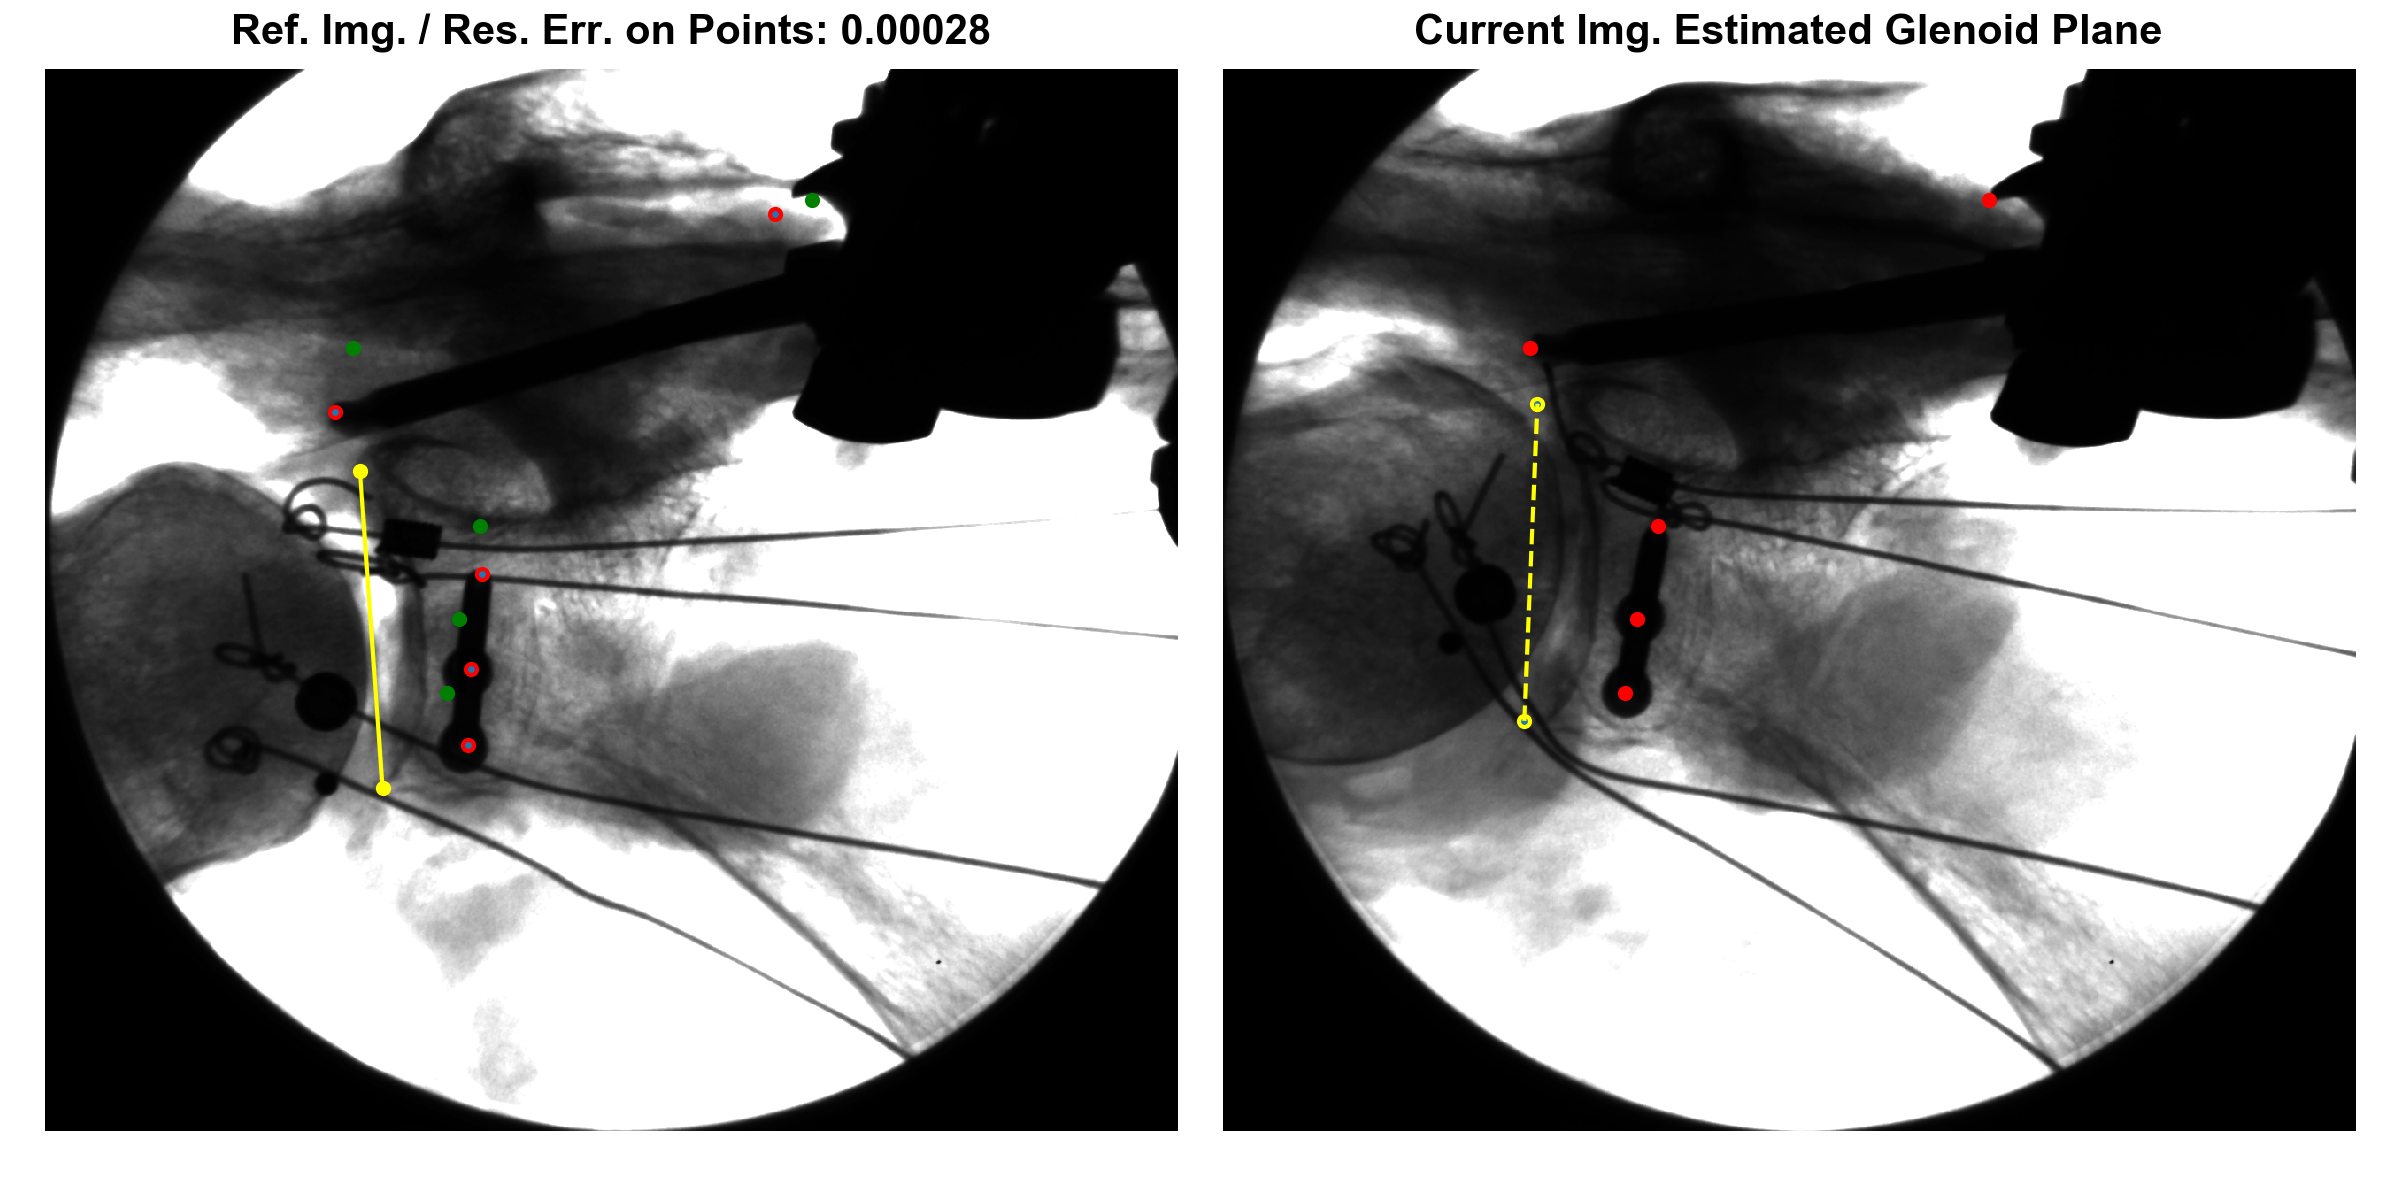 Ref. Img. / Res. Err. on Points: 0.00028
Current Img. Estimated Glenoid Plane